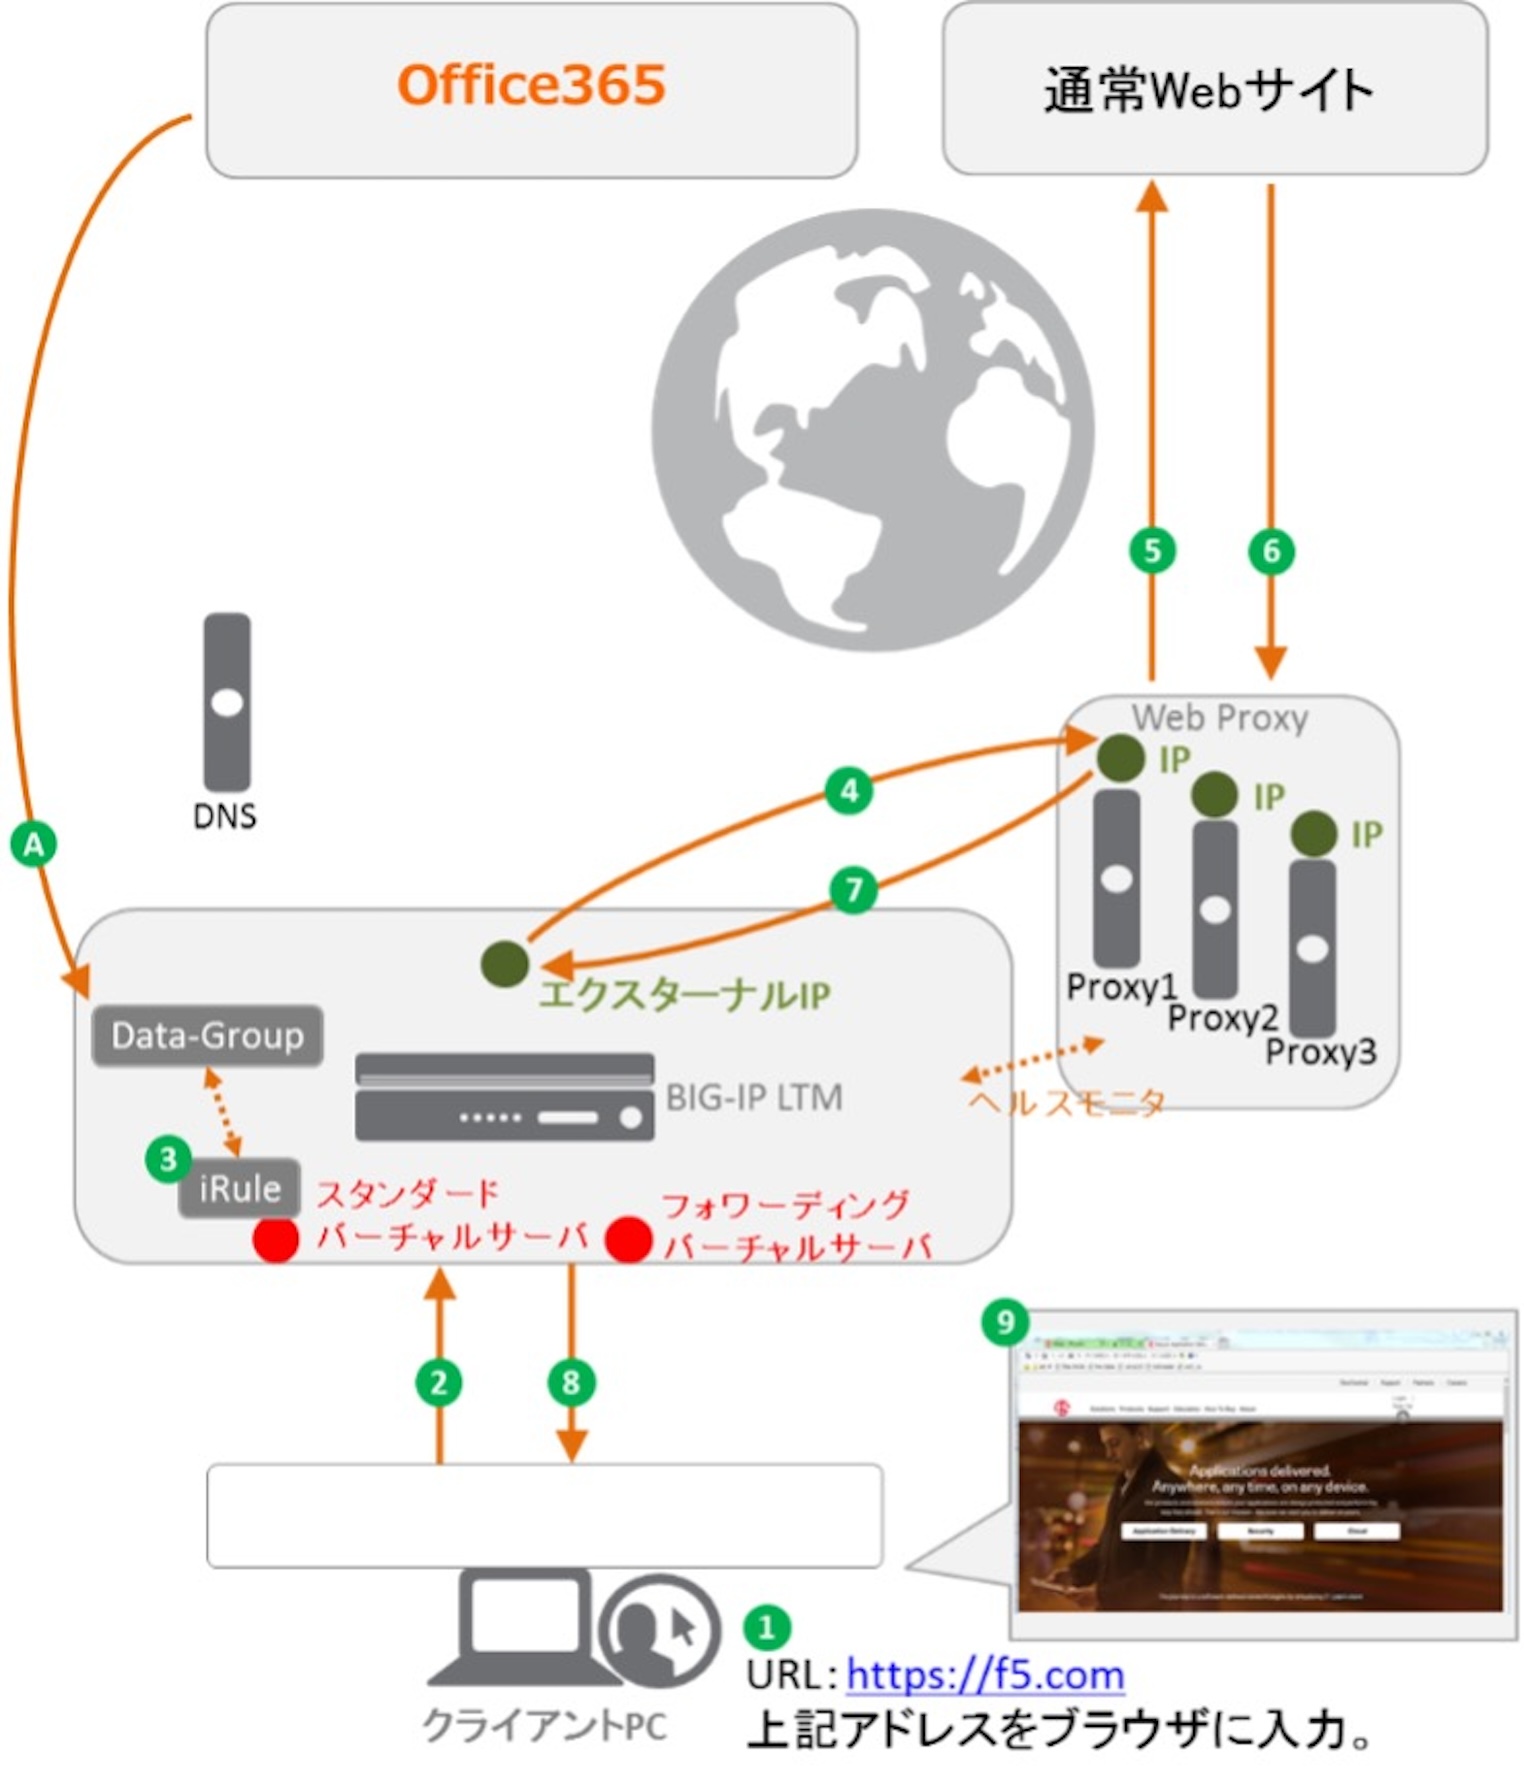 Office365
通常Webサイト
5
6
DNS
A
Web Proxy
IP
IP
IP
4
7
Proxy1
Proxy2
Proxy3
エクスターナルIP
Data-Group
BIG-IP LTM
ヘルスモニタ
3
iRule
スタンダード
バーチャルサーバ
フォワーディング
バーチャルサーバ
2
8
9
Applications delivered.
Anywhere, any time, on any device.
Application Delivery
Security
Cloud
1
URL：https://f5.com
上記アドレスをブラウザに入力。
クライアントPC